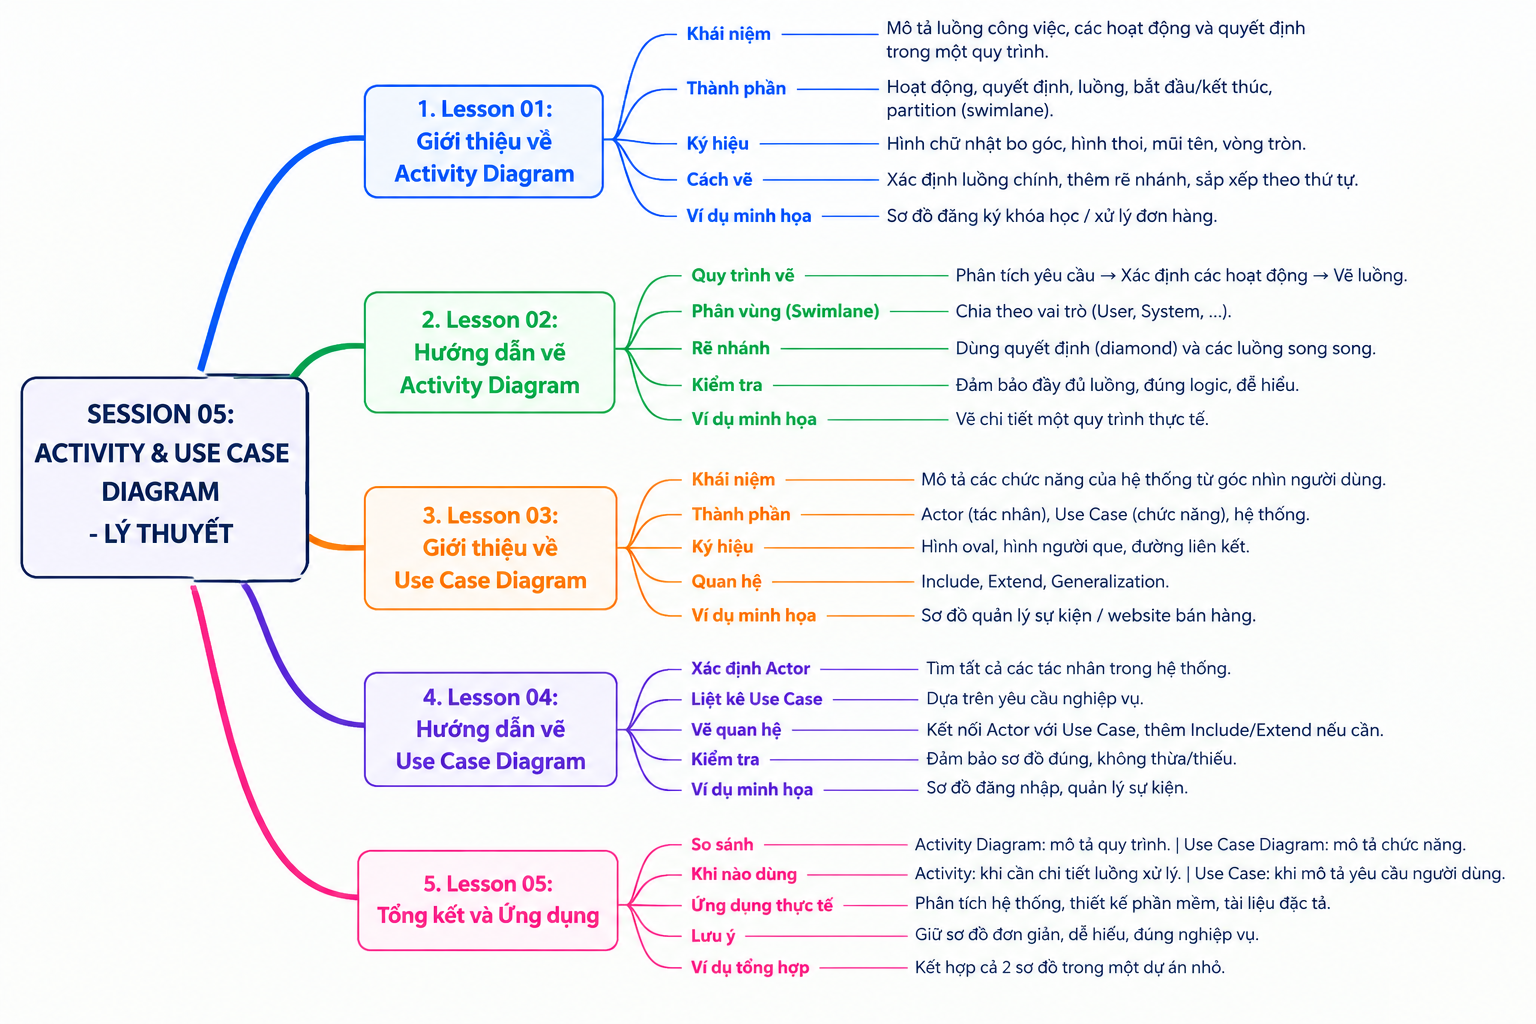 SESSION 05:
ACTIVITY & USE CASE
DIAGRAM
- LÝ THUYẾT
1. Lesson 01:
Giới thiệu về
Activity Diagram
Khái niệm
Mô tả luồng công việc, các hoạt động và quyết định
trong một quy trình.
Thành phần
Hoạt động, quyết định, luồng, bắt đầu/kết thúc,
partition (swimlane).
Ký hiệu
Hình chữ nhật bo góc, hình thoi, mũi tên, vòng tròn.
Cách vẽ
Xác định luồng chính, thêm rẽ nhánh, sắp xếp theo thứ tự.
Ví dụ minh họa
Sơ đồ đăng ký khóa học / xử lý đơn hàng.
2. Lesson 02:
Hướng dẫn vẽ
Activity Diagram
Quy trình vẽ
Phân tích yêu cầu → Xác định các hoạt động → Vẽ luồng.
Phân vùng (Swimlane)
Chia theo vai trò (User, System, ...).
Rẽ nhánh
Dùng quyết định (diamond) và các luồng song song.
Kiểm tra
Đảm bảo đầy đủ luồng, đúng logic, đễ hiểu.
Ví dụ minh họa
Vẽ chi tiết một quy trình thực tế.
3. Lesson 03:
Giới thiệu về
Use Case Diagram
Khái niệm
Mô tả các chức năng của hệ thống từ góc nhìn người dùng.
Thành phần
Actor (tác nhân), Use Case (chức năng), hệ thống.
Ký hiệu
Hình oval, hình người que, đường liên kết.
Quan hệ
Include, Extend, Generalization.
Ví dụ minh họa
Sơ đồ quản lý sự kiện / website bán hàng.
4. Lesson 04:
Hướng dẫn vẽ
Use Case Diagram
Xác định Actor
Tìm tất cả các tác nhân trong hệ thống.
Liệt kê Use Case
Dựa trên yêu cầu nghiệp vụ.
Vẽ quan hệ
Kết nối Actor với Use Case, thêm Include/Extend nếu cần.
Kiểm tra
Đảm bảo sơ đồ đúng, không thừa/thiếu.
Ví dụ minh họa
Sơ đồ đăng nhập, quản lý sự kiện.
5. Lesson 05:
Tổng kết và Ứng dụng
So sánh
Activity Diagram: mô tả quy trình. | Use Case Diagram: mô tả chức năng.
Khi nào dùng
Activity: khi cần chi tiết luồng xử lý. | Use Case: khi mô tả yêu cầu người dùng.
Ứng dụng thực tế
Phân tích hệ thống, thiết kế phần mềm, tài liệu đặc tả.
Lưu ý
Giữ sơ đồ đơn giản, dễ hiểu, đúng nghiệp vụ.
Ví dụ tổng hợp
Kết hợp cả 2 sơ đồ trong một dự án nhỏ.